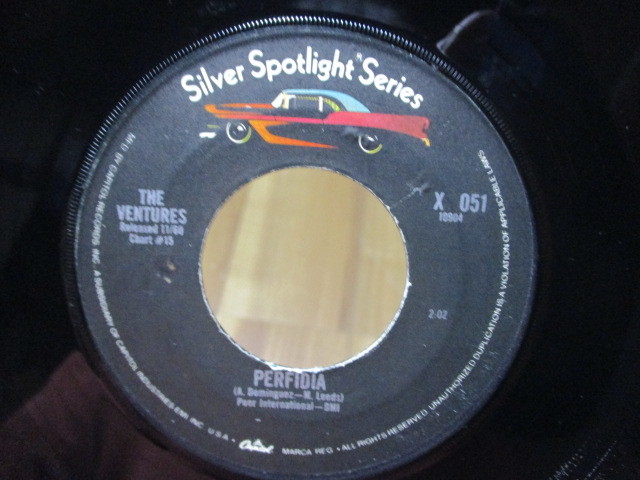 Silver Spotlight Series
THE
VENTURES
Released 11/60
Chart #15
X 051
10904
2:02
PERFIDIA
(A. Dominguez—M. Leeds)
Peer International—BMI
MFD BY CAPITOL RECORDS INC. A SUBSIDIARY OF CAPITOL INDUSTRIES-EMI INC. U.S.A. • Capitol MARCA REG. • ALL RIGHTS RESERVED. UNAUTHORIZED DUPLICATION IS A VIOLATION OF APPLICABLE LAWS